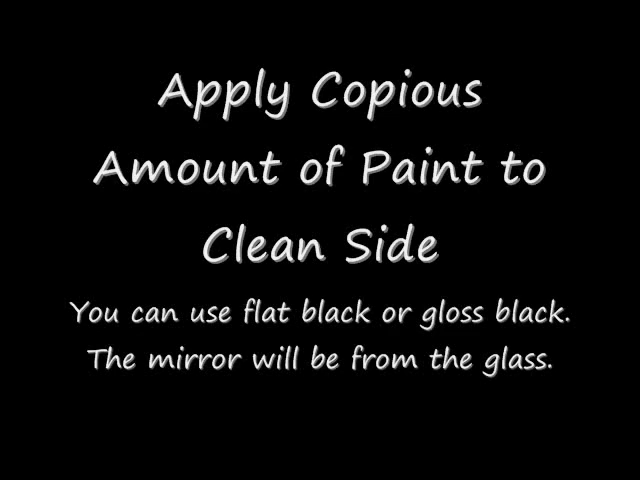 Apply Copious
Amount of Paint to
Clean Side
You can use flat black or gloss black.
The mirror will be from the glass.